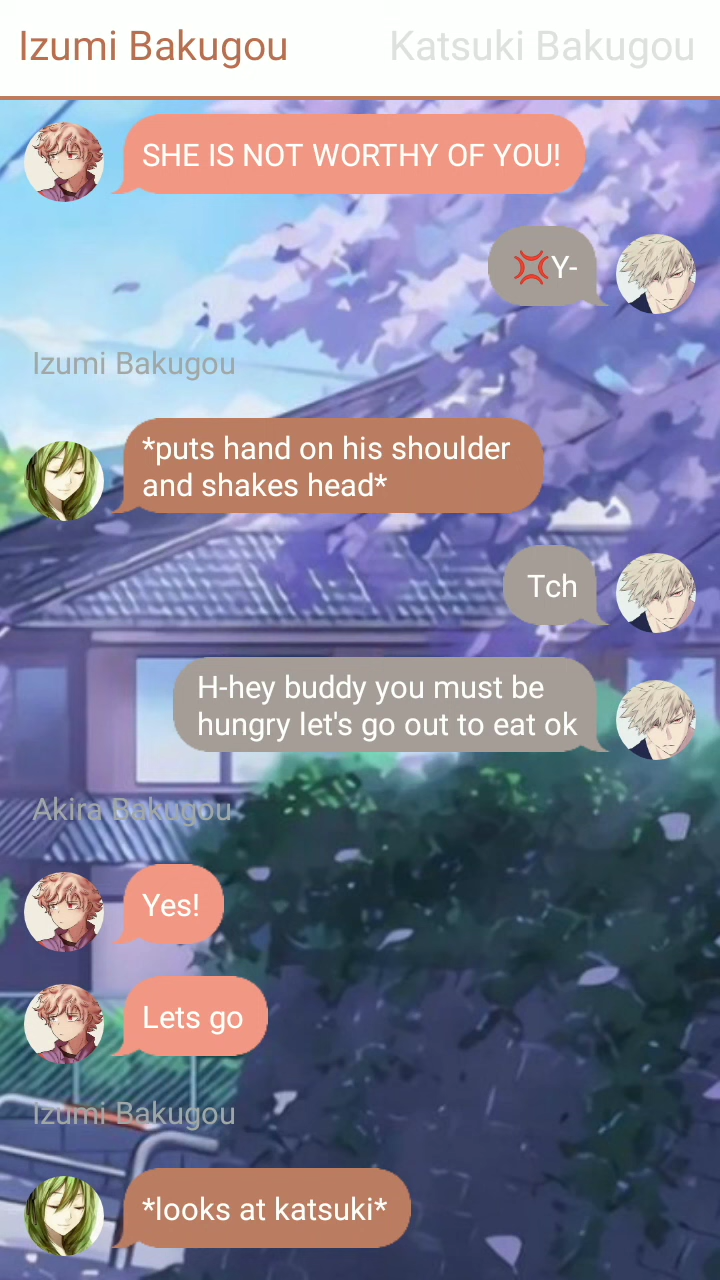 Izumi Bakugou
Katsuki Bakugou
SHE IS NOT WORTHY OF YOU!
💢Y-
Izumi Bakugou
*puts hand on his shoulder
and shakes head*
Tch
H-hey buddy you must be
hungry let's go out to eat ok
Akira Bakugou
Yes!
Lets go
Izumi Bakugou
*looks at katsuki*